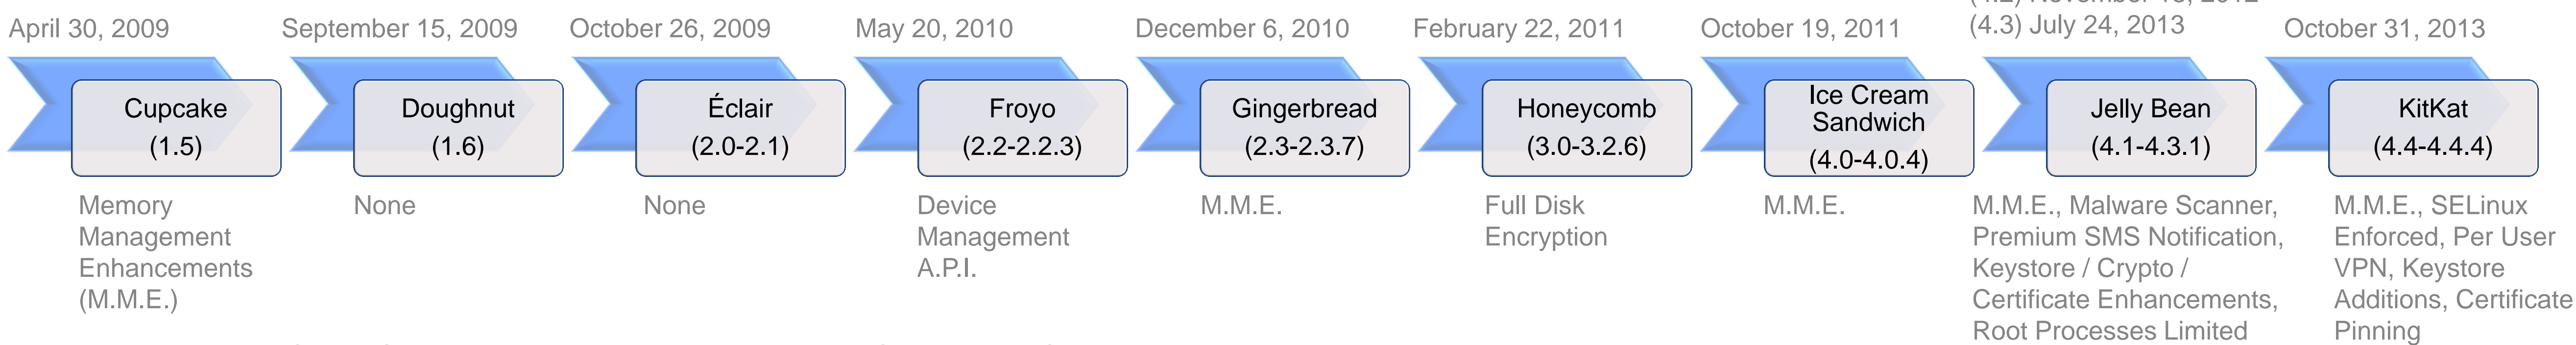 April 30, 2009
September 15, 2009
October 26, 2009
May 20, 2010
December 6, 2010
February 22, 2011
October 19, 2011
(4.3) July 24, 2013
October 31, 2013
Cupcake
(1.5)
Doughnut
(1.6)
Éclair
(2.0-2.1)
Froyo
(2.2-2.2.3)
Gingerbread
(2.3-2.3.7)
Honeycomb
(3.0-3.2.6)
Ice Cream
Sandwich
(4.0-4.0.4)
Jelly Bean
(4.1-4.3.1)
KitKat
(4.4-4.4.4)
Memory
Management
Enhancements
(M.M.E.)
None
None
Device
Management
A.P.I.
M.M.E.
Full Disk
Encryption
M.M.E.
M.M.E., Malware Scanner,
Premium SMS Notification,
Keystore / Crypto /
Certificate Enhancements,
Root Processes Limited
M.M.E., SELinux
Enforced, Per User
VPN, Keystore
Additions, Certificate
Pinning